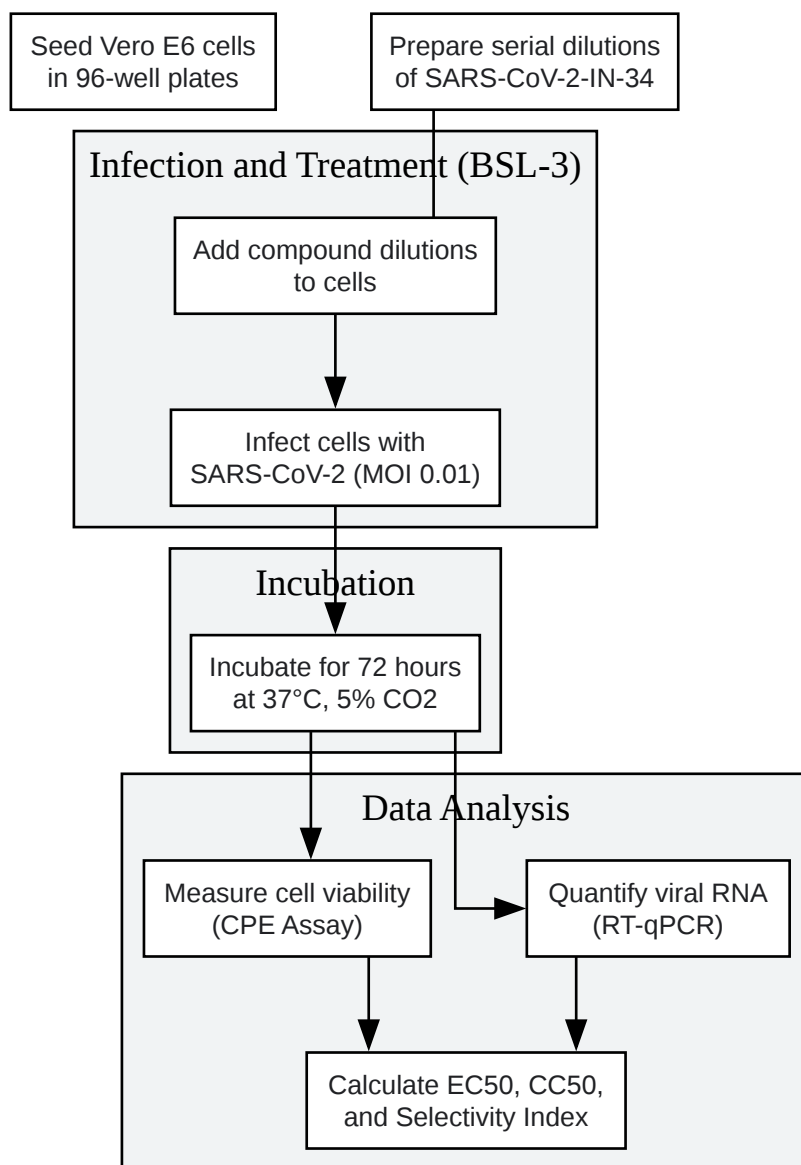 Seed Vero E6 cells
in 96-well plates
Prepare serial dilutions
of SARS-CoV-2-IN-34
Infection and Treatment (BSL-3)
Add compound dilutions
to cells
Infect cells with
SARS-CoV-2 (MOI 0.01)
Incubation
Incubate for 72 hours
at 37°C, 5% CO2
Data Analysis
Measure cell viability
(CPE Assay)
Quantify viral RNA
(RT-qPCR)
Calculate EC50, CC50,
and Selectivity Index